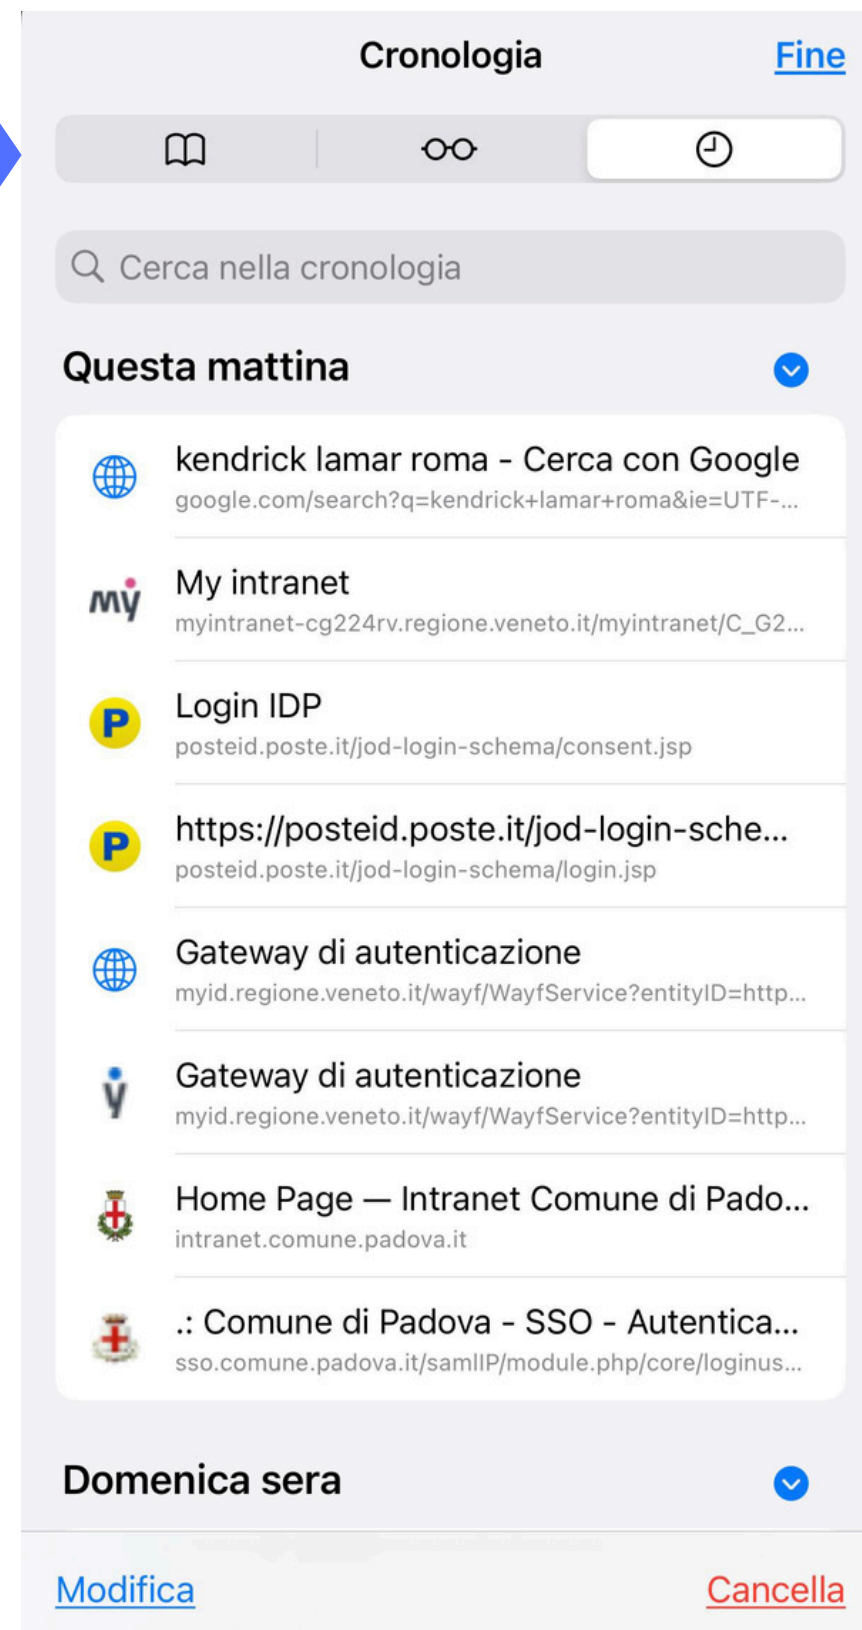 Cronologia
Fine
Cerca nella cronologia
Questa mattina
kendrick lamar roma - Cerca con Google
google.com/search?q=kendrick+lamar+roma&ie=UTF-...
My intranet
myintranet-cg224rv.regione.veneto.it/myintranet/C_G2...
Login IDP
posteid.poste.it/jod-login-schema/consent.jsp
https://posteid.poste.it/jod-login-sche...
posteid.poste.it/jod-login-schema/login.jsp
Gateway di autenticazione
myid.regione.veneto.it/wayf/WayfService?entityID=http...
Gateway di autenticazione
myid.regione.veneto.it/wayf/WayfService?entityID=http...
Home Page — Intranet Comune di Pado...
intranet.comune.padova.it
.: Comune di Padova - SSO - Autentica...
sso.comune.padova.it/samlIP/module.php/core/loginus...
Domenica sera
Modifica
Cancella